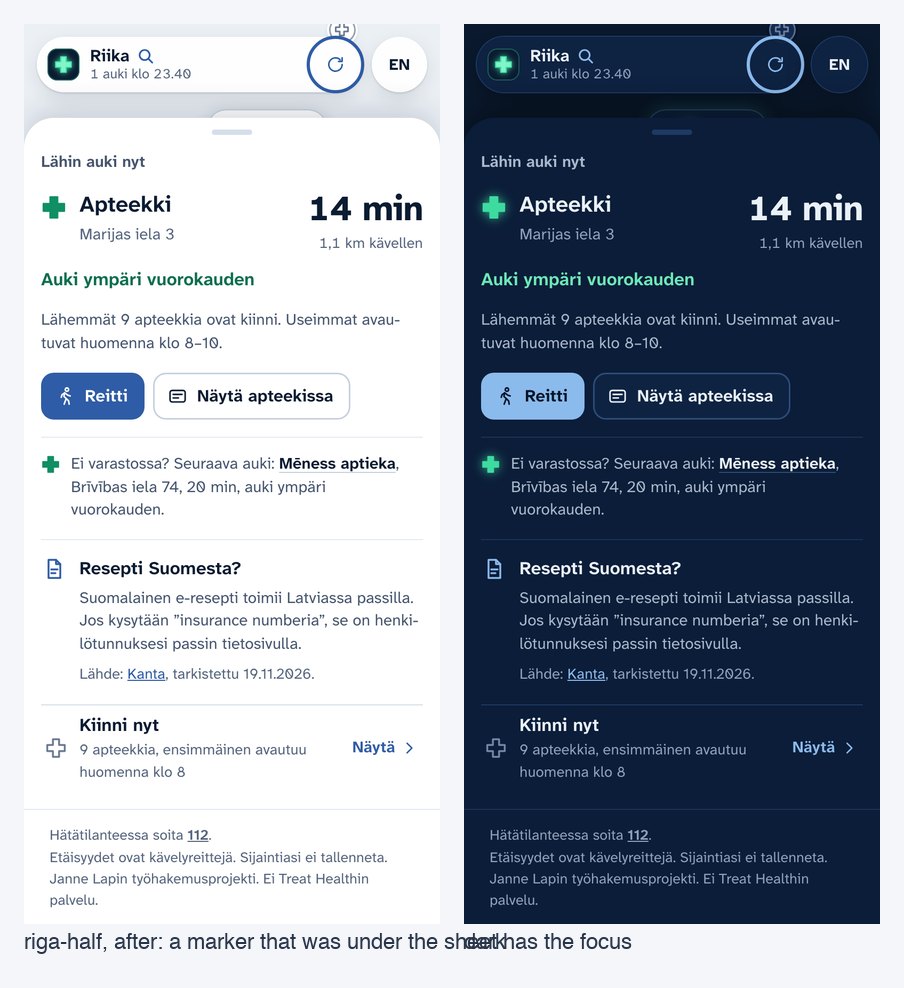 Riika
1 auki klo 23.40
EN
Lähin auki nyt
Apteekki
14 min
Marijas iela 3
1,1 km kävellen
Auki ympäri vuorokauden
Lähemmät 9 apteekkia ovat kiinni. Useimmat avau-
tuvat huomenna klo 8–10.
Reitti
Näytä apteekissa
Ei varastossa? Seuraava auki: Mēness aptieka,
Brīvības iela 74, 20 min, auki ympäri
vuorokauden.
Resepti Suomesta?
Suomalainen e-resepti toimii Latviassa passilla.
Jos kysytään ”insurance numberia”, se on henki-
lötunnuksesi passin tietosivulla.
Lähde: Kanta, tarkistettu 19.11.2026.
Kiinni nyt
9 apteekkia, ensimmäinen avautuu
huomenna klo 8
Näytä
Hätätilanteessa soita 112.
Etäisyydet ovat kävelyreittejä. Sijaintiasi ei tallenneta.
Janne Lapin työhakemusprojekti. Ei Treat Healthin
palvelu.
Riika
1 auki klo 23.40
EN
Lähin auki nyt
Apteekki
14 min
Marijas iela 3
1,1 km kävellen
Auki ympäri vuorokauden
Lähemmät 9 apteekkia ovat kiinni. Useimmat avau-
tuvat huomenna klo 8–10.
Reitti
Näytä apteekissa
Ei varastossa? Seuraava auki: Mēness aptieka,
Brīvības iela 74, 20 min, auki ympäri
vuorokauden.
Resepti Suomesta?
Suomalainen e-resepti toimii Latviassa passilla.
Jos kysytään ”insurance numberia”, se on henki-
lötunnuksesi passin tietosivulla.
Lähde: Kanta, tarkistettu 19.11.2026.
Kiinni nyt
9 apteekkia, ensimmäinen avautuu
huomenna klo 8
Näytä
Hätätilanteessa soita 112.
Etäisyydet ovat kävelyreittejä. Sijaintiasi ei tallenneta.
Janne Lapin työhakemusprojekti. Ei Treat Healthin
palvelu.
riga-half, after: a marker that was under the sheet has the focus
dark